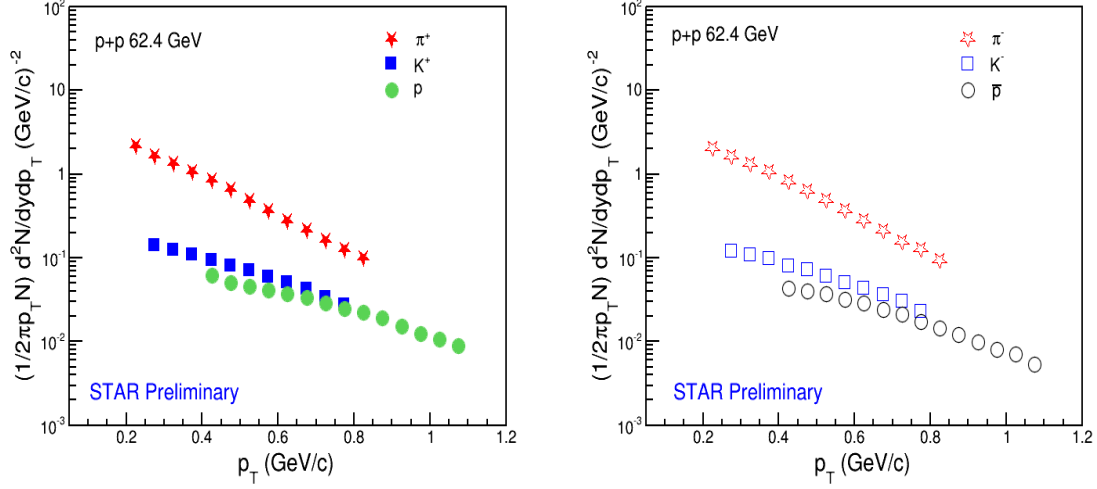 p+p 62.4 GeV
π⁺
K⁺
p
(1/2πp_T N) d²N/dydp_T (GeV/c)⁻²
10²
10
1
10⁻¹
10⁻²
10⁻³
STAR Preliminary
0.2 0.4 0.6 0.8 1 1.2
p_T (GeV/c)
p+p 62.4 GeV
π⁻
K⁻
p̅
(1/2πp_T N) d²N/dydp_T (GeV/c)⁻²
10²
10
1
10⁻¹
10⁻²
10⁻³
STAR Preliminary
0.2 0.4 0.6 0.8 1 1.2
p_T (GeV/c)